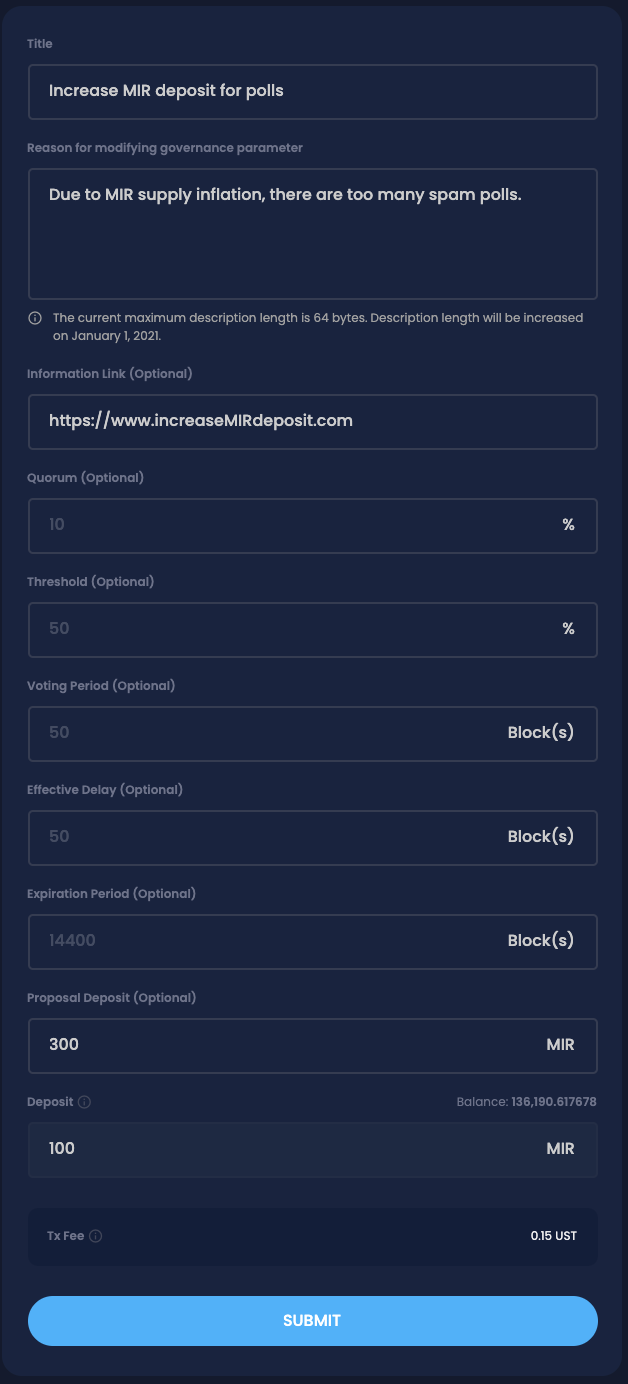 Title
Increase MIR deposit for polls
Reason for modifying governance parameter
Due to MIR supply inflation, there are too many spam polls.
The current maximum description length is 64 bytes. Description length will be increased
on January 1, 2021.
Information Link (Optional)
https://www.increaseMIRdeposit.com
Quorum (Optional)
10 %
Threshold (Optional)
50 %
Voting Period (Optional)
50 Block(s)
Effective Delay (Optional)
50 Block(s)
Expiration Period (Optional)
14400 Block(s)
Proposal Deposit (Optional)
300 MIR
Deposit Balance: 136,190.617678
100 MIR
Tx Fee 0.15 UST
SUBMIT